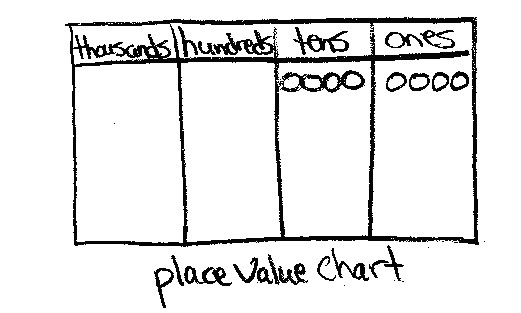 thousands hundreds tens ones
place value chart